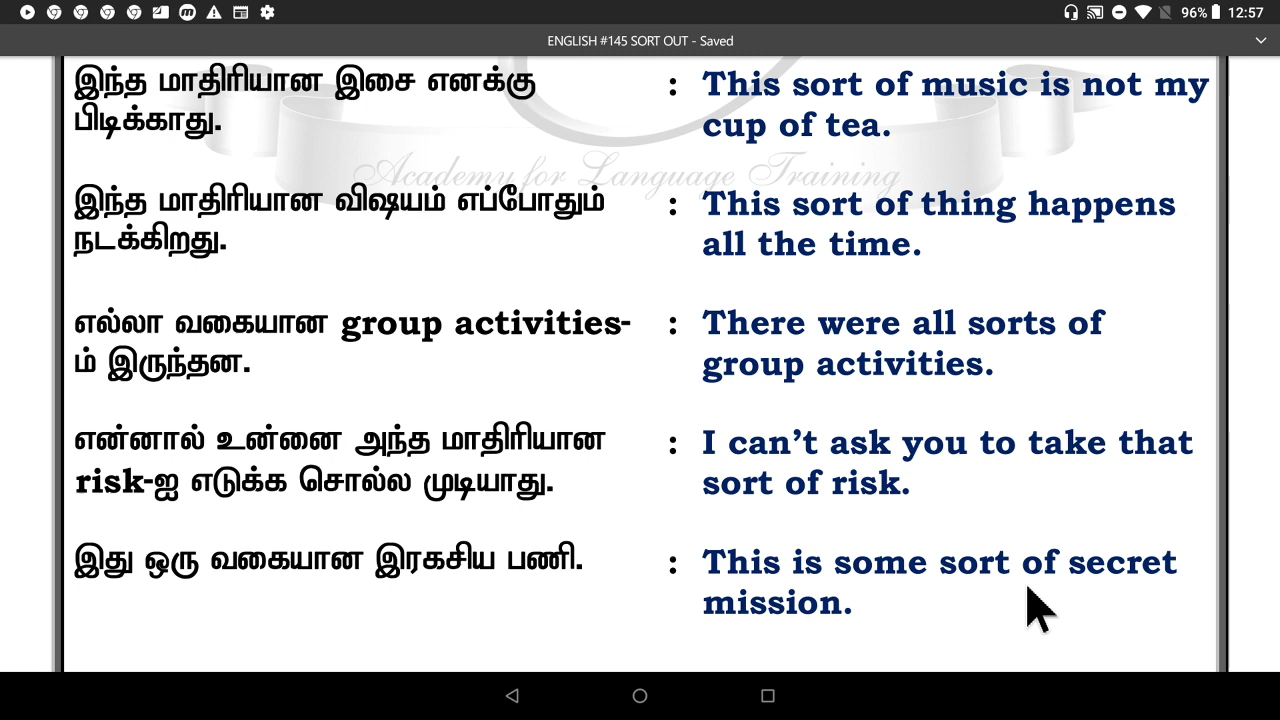 96% 12:57
ENGLISH #145 SORT OUT - Saved
இந்த மாதிரியான இசை எனக்கு : This sort of music is not my
பிடிக்காது. cup of tea.
Academy for Language Training
இந்த மாதிரியான விஷயம் எப்போதும் : This sort of thing happens
நடக்கிறது. all the time.
எல்லா வகையான group activities- : There were all sorts of
ம் இருந்தன. group activities.
என்னால் உன்னை அந்த மாதிரியான : I can't ask you to take that
risk-ஐ எடுக்க சொல்ல முடியாது. sort of risk.
இது ஒரு வகையான இரகசிய பணி. : This is some sort of secret
mission.